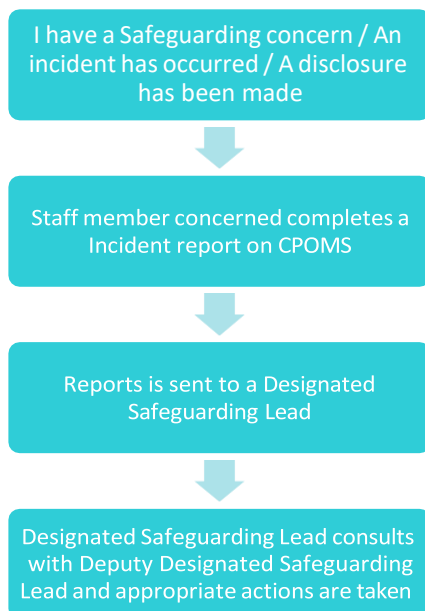 I have a Safeguarding concern / An
incident has occurred / A disclosure
has been made
Staff member concerned completes a
Incident report on CPOMS
Reports is sent to a Designated
Safeguarding Lead
Designated Safeguarding Lead consults
with Deputy Designated Safeguarding
Lead and appropriate actions are taken